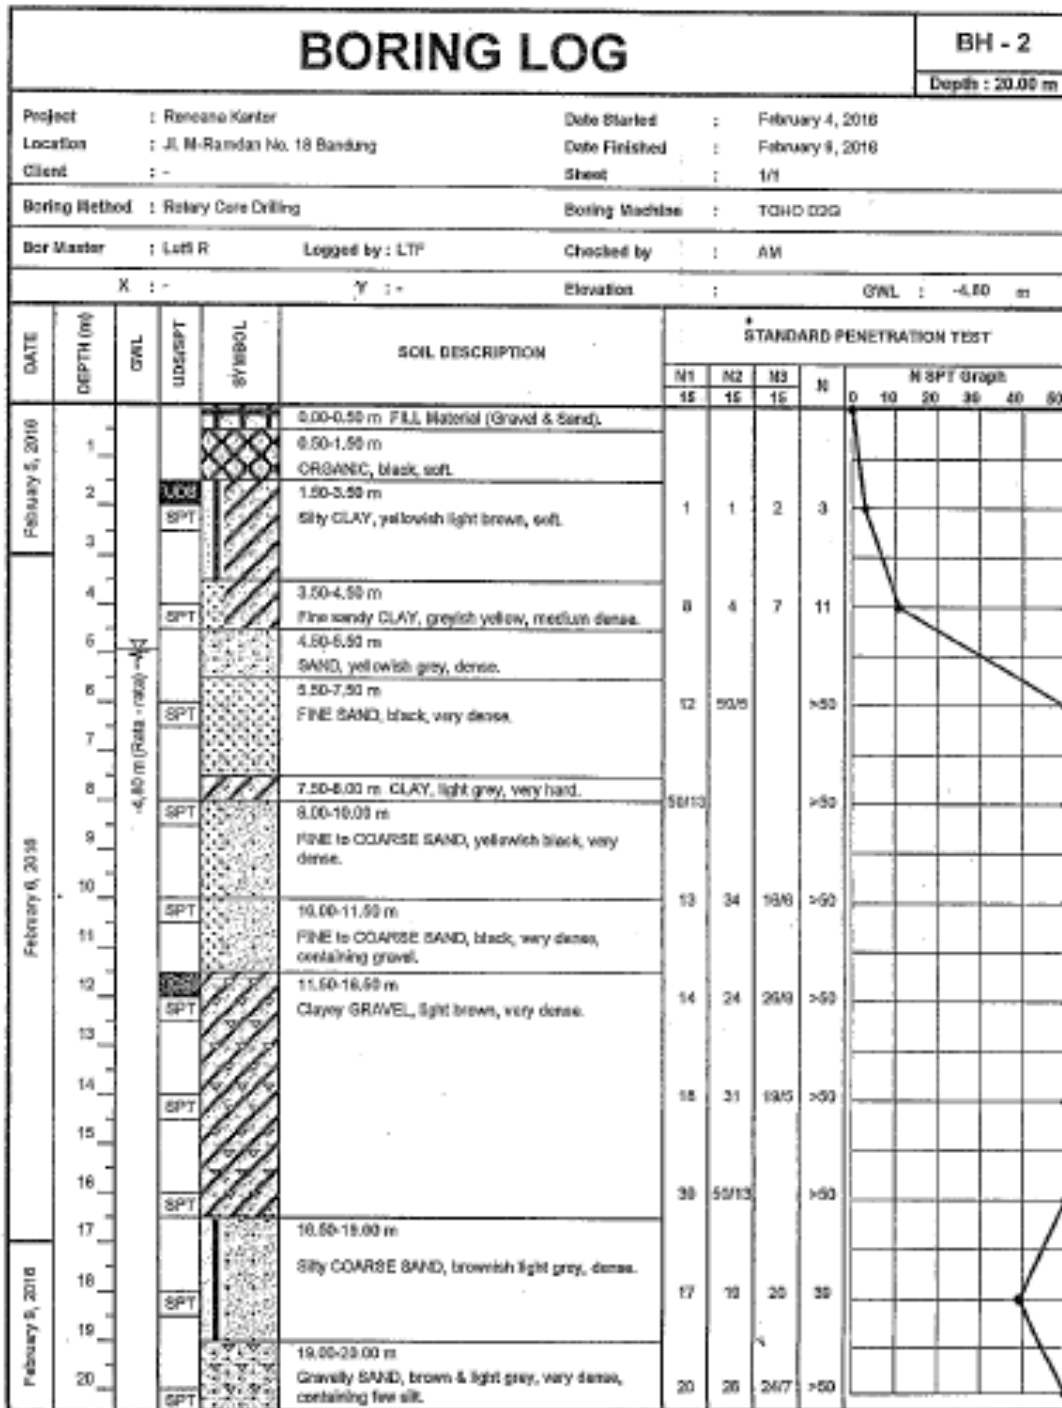 BORING LOG
BH - 2
Depth : 20.00 m
Project : Rencana Kantor
Date Started : February 4, 2016
Location : Jl. M-Ramdan No. 18 Bandung
Date Finished : February 9, 2016
Client : -
Sheet : 1/1
Boring Method : Rotary Core Drilling
Boring Machine : TOHO D2G
Bor Master : Lutfi R
Logged by : LTF
Checked by : AM
X : -
Y : -
Elevation :
GWL : -4,80 m
DATE
DEPTH (m)
GWL
UDS/SPT
SYMBOL
SOIL DESCRIPTION
STANDARD PENETRATION TEST
N1 N2 N3 N
15 15 15
N SPT Graph
0 10 20 30 40 50
February 5, 2016
February 6, 2016
February 9, 2016
-4,80 m (Rata - rata)
0.00-0.50 m FILL Material (Gravel & Sand).
1
0.50-1.50 m
ORGANIC, black, soft.
2 UDS
1.50-3.50 m
SPT
Silty CLAY, yellowish light brown, soft.
1 1 2 3
3
4
3.50-4.50 m
SPT
Fine sandy CLAY, greyish yellow, medium dense.
8 4 7 11
5
4.50-5.50 m
SAND, yellowish grey, dense.
6
5.50-7.50 m
SPT
FINE SAND, black, very dense.
12 >50
7
8
7.50-8.00 m CLAY, light grey, very hard.
SPT
8.00-10.00 m
50/13 >50
9
FINE to COARSE SAND, yellowish black, very
dense.
10
SPT
10.00-11.50 m
13 34 16/6 >50
11
FINE to COARSE SAND, black, very dense,
containing gravel.
12
11.50-16.50 m
SPT
Clayey GRAVEL, light brown, very dense.
14 24 >50
13
14
SPT
21 19/5 >50
15
16
SPT
50/13 >50
17
16.50-19.00 m
18
Silty COARSE SAND, brownish light grey, dense.
SPT
17 19 20 39
19
19.00-20.00 m
20
Gravelly SAND, brown & light grey, very dense,
containing few silt.
SPT
20 26 24/7 >50